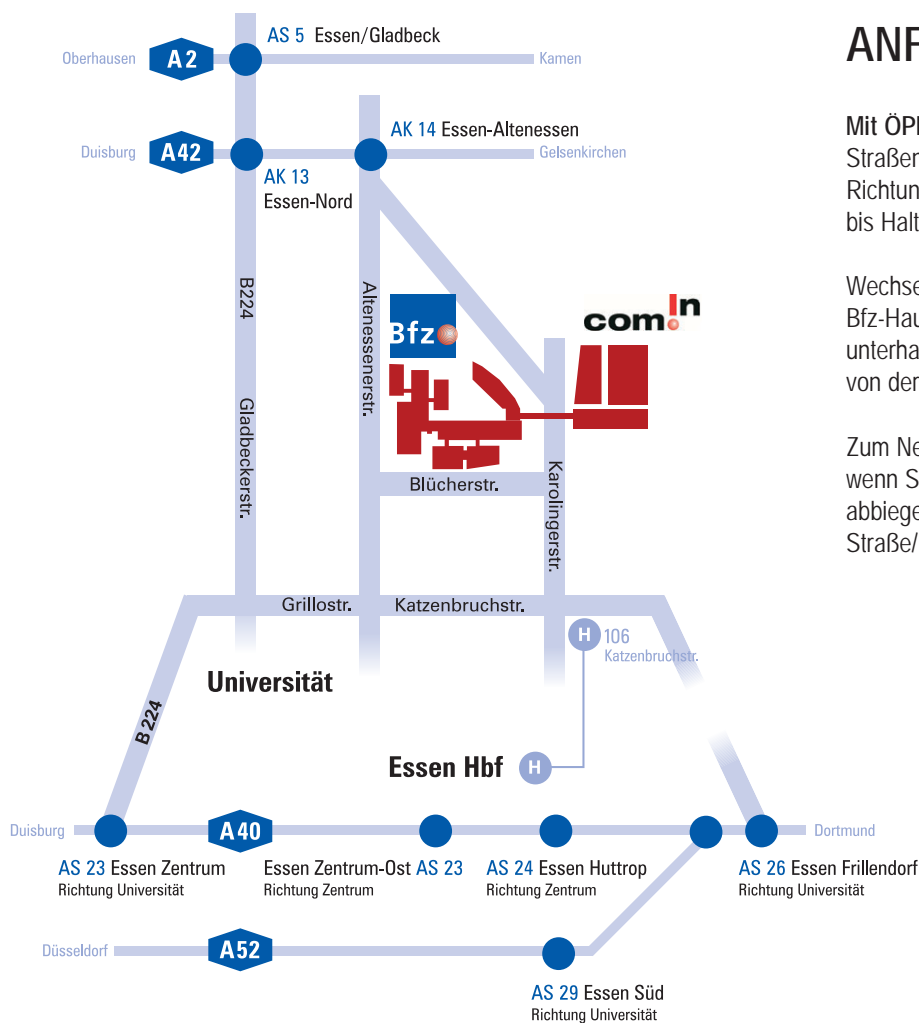 AS 5 Essen/Gladbeck
Oberhausen A 2 Kamen
AK 14 Essen-Altenessen
Duisburg A42 Gelsenkirchen
AK 13
Essen-Nord
B224
Gladbeckerstr.
Altenessenerstr.
Bfz
com!n
Blücherstr.
Karolingerstr.
Grillostr. Katzenbruchstr.
H 106
Katzenbruchstr.
Universität
B 224
Essen Hbf H
Duisburg A40 Dortmund
AS 23 Essen Zentrum
Richtung Universität
Essen Zentrum-Ost AS 23
Richtung Zentrum
AS 24 Essen Huttrop
Richtung Zentrum
AS 26 Essen Frillendorf
Richtung Universität
Düsseldorf A52
AS 29 Essen Süd
Richtung Universität
Mit
Richtun
bis Halt
Wechse
Bfz-Hau
unterha
von der
Zum Ne
wenn S
abbiege
Straße/